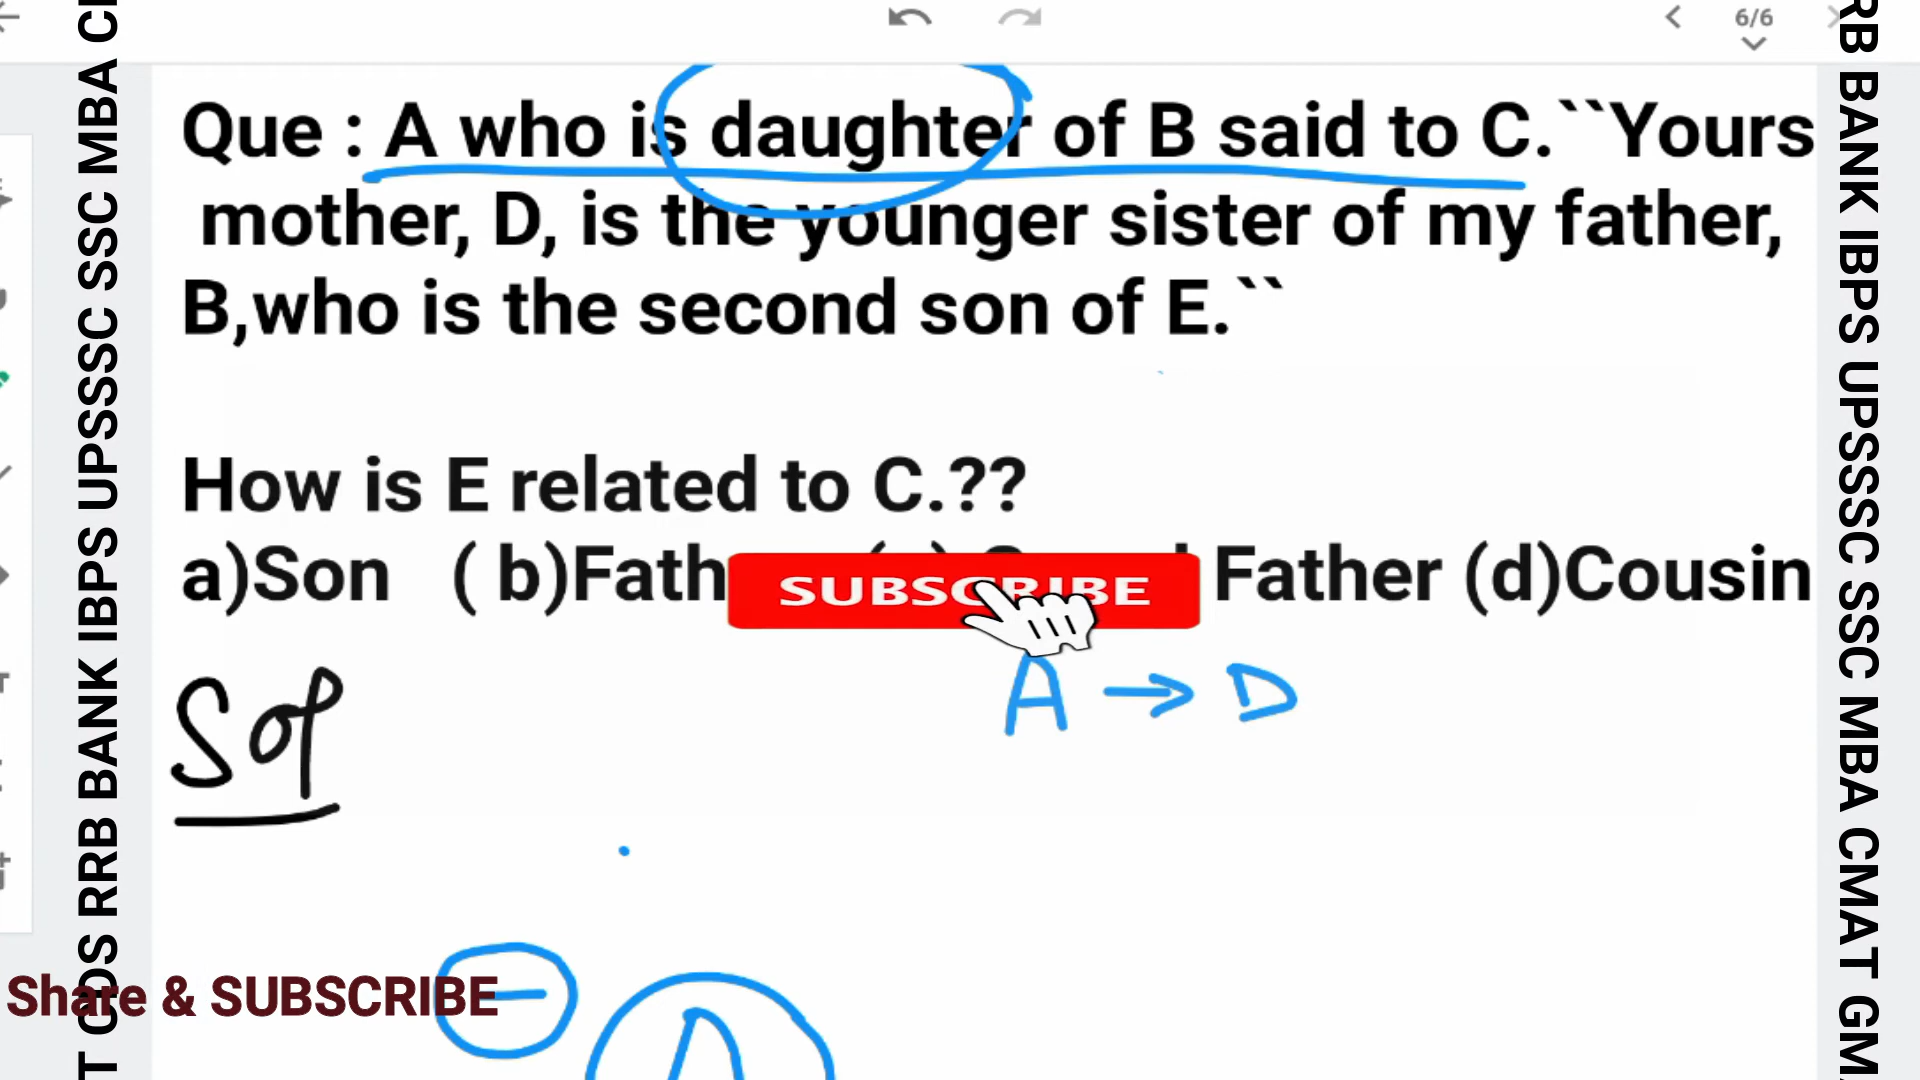 6/6
Que : A who is daughter of B said to C.``Yours
mother, D, is the younger sister of my father,
B,who is the second son of E.``
How is E related to C.??
a)Son ( b)Fath Father (d)Cousin
SUBSCRIBE
A → D
Sol
Share & SUBSCRIBE
A
COS RRB BANK IBPS UPSSSC SSC MBA
RB BANK IBPS UPSSSC SSC MBA CMAT GM